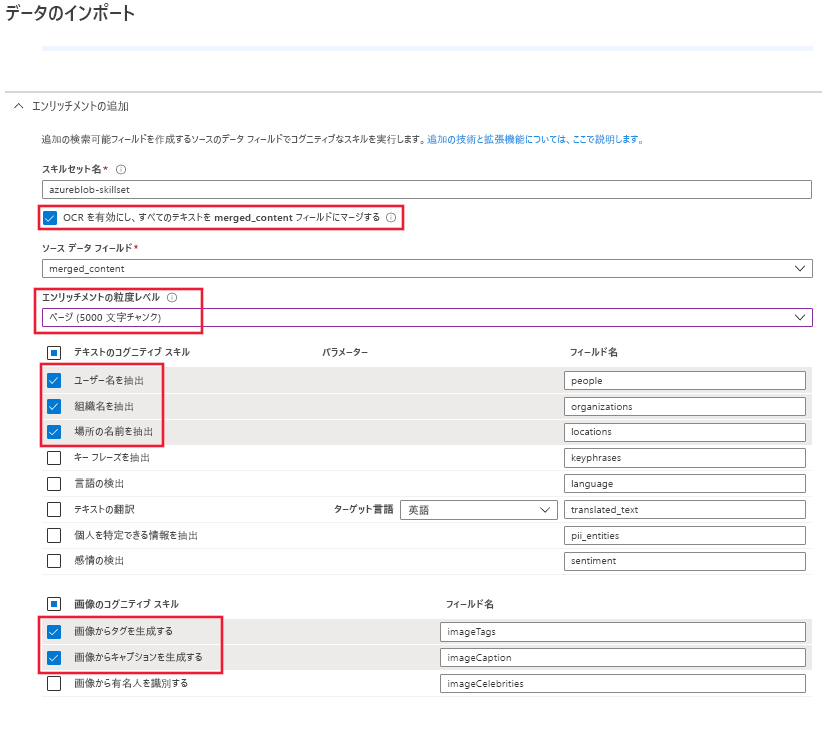 データのインポート
エンリッチメントの追加
追加の検索可能フィールドを作成するソースのデータ フィールドでコグニティブなスキルを実行します。追加の技術と拡張機能については、ここで説明します。
スキルセット名*
azureblob-skillset
OCR を有効にし、すべてのテキストを merged_content フィールドにマージする
ソース データ フィールド*
merged_content
エンリッチメントの粒度レベル
ページ (5000 文字チャンク)
テキストのコグニティブ スキル パラメーター フィールド名
ユーザー名を抽出 people
組織名を抽出 organizations
場所の名前を抽出 locations
キー フレーズを抽出 keyphrases
言語の検出 language
テキストの翻訳 ターゲット言語 英語 translated_text
個人を特定できる情報を抽出 pii_entities
感情の検出 sentiment
画像のコグニティブ スキル フィールド名
画像からタグを生成する imageTags
画像からキャプションを生成する imageCaption
画像から有名人を識別する imageCelebrities